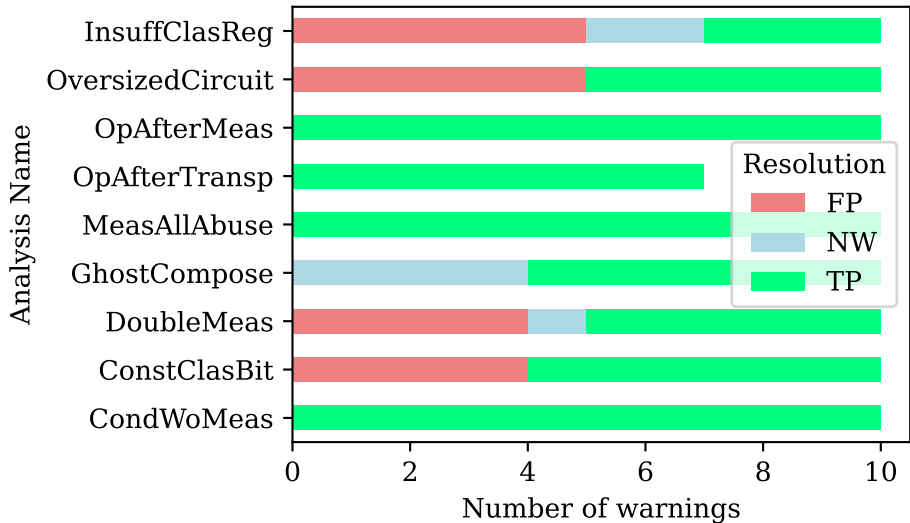 Analysis Name
InsuffClasReg
OversizedCircuit
OpAfterMeas
OpAfterTransp
MeasAllAbuse
GhostCompose
DoubleMeas
ConstClasBit
CondWoMeas
Resolution
FP
NW
TP
0 2 4 6 8 10
Number of warnings